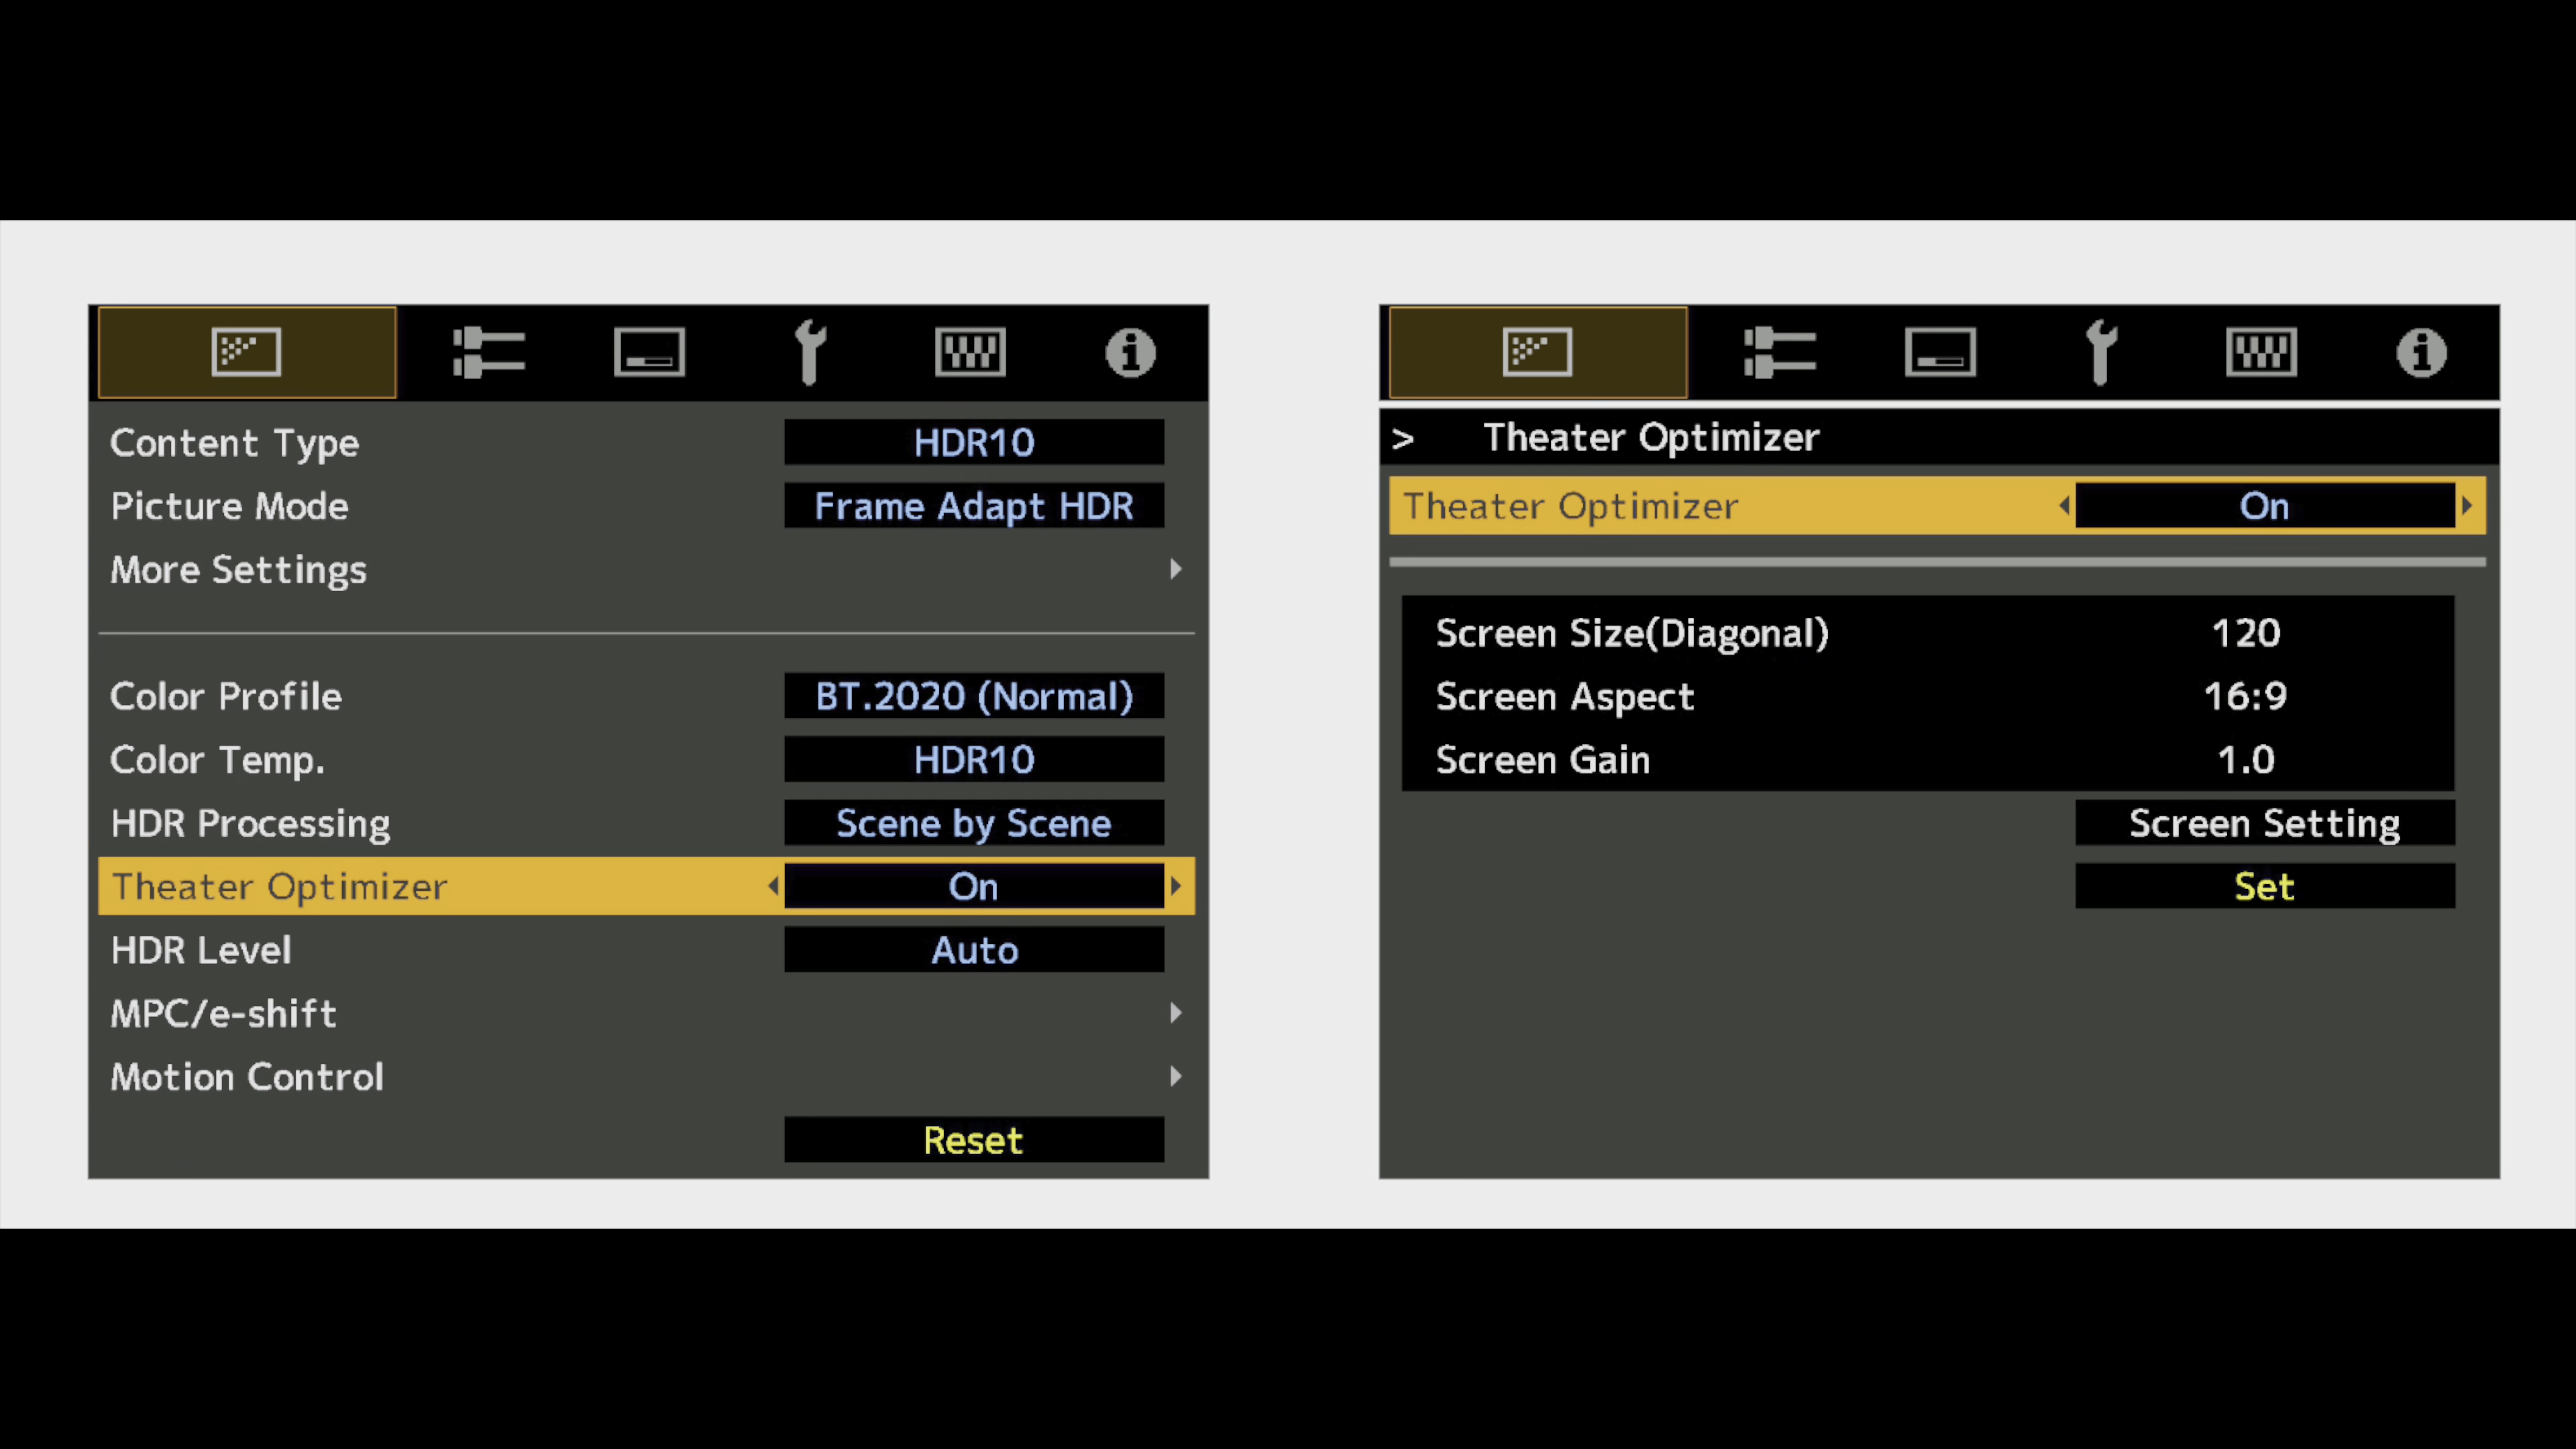 Content Type HDR10
Picture Mode Frame Adapt HDR
More Settings
Color Profile BT.2020 (Normal)
Color Temp. HDR10
HDR Processing Scene by Scene
Theater Optimizer On
HDR Level Auto
MPC/e-shift
Motion Control
Reset
> Theater Optimizer
Theater Optimizer On
Screen Size(Diagonal) 120
Screen Aspect 16:9
Screen Gain 1.0
Screen Setting
Set